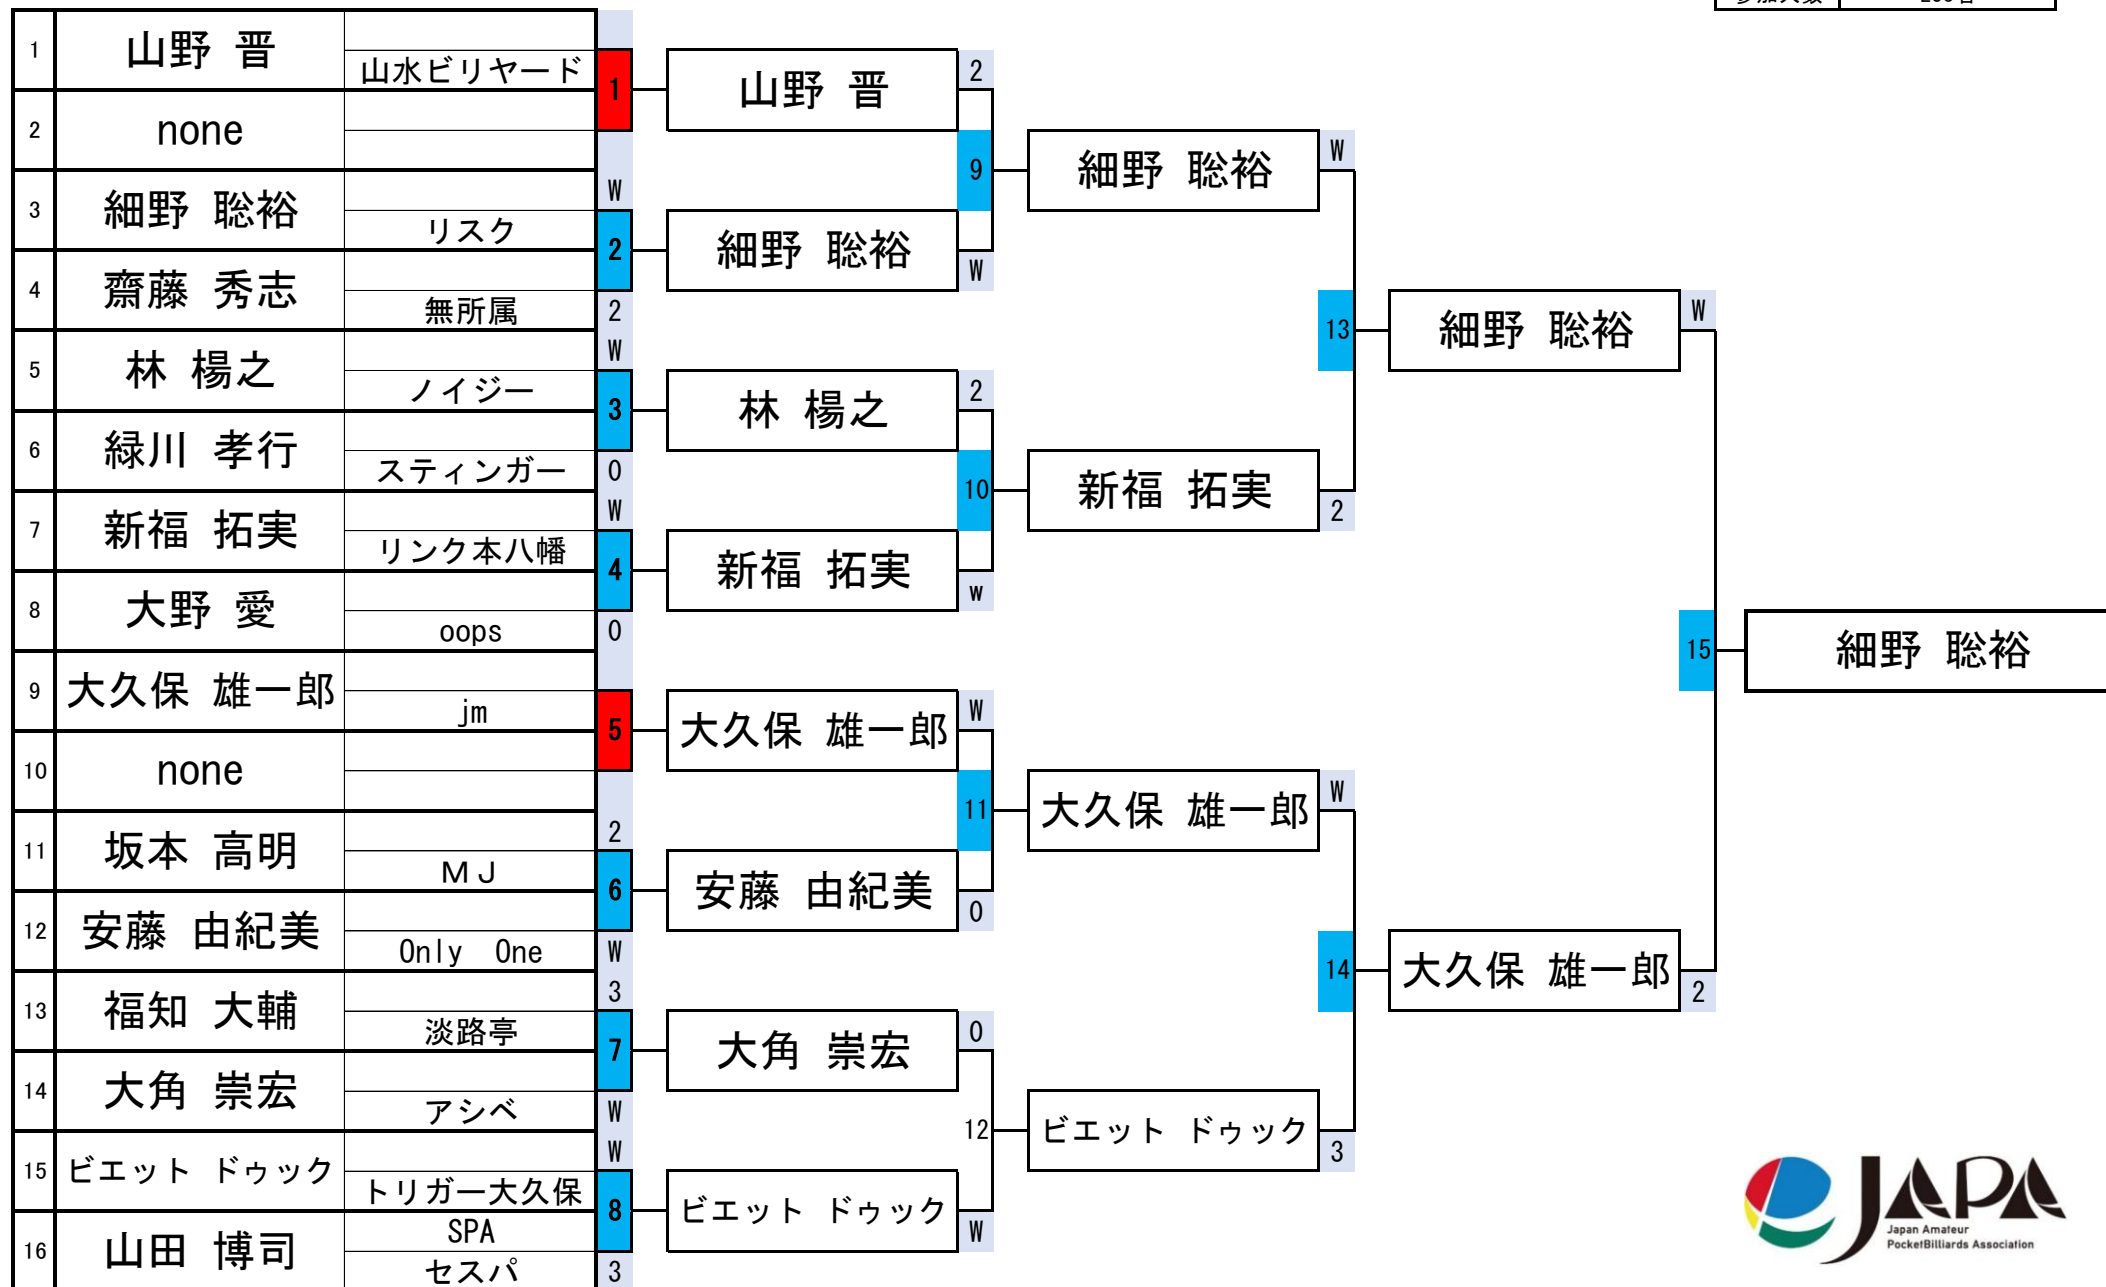 1 山野 晋
山水ビリヤード
2 none
3 細野 聡裕 W
リスク
4 齋藤 秀志
無所属 2
5 林 楊之 W
ノイジー
6 緑川 孝行
スティンガー 0
7 新福 拓実 W
リンク本八幡
8 大野 愛
oops 0
9 大久保 雄一郎
jm
10 none
11 坂本 高明 2
ＭＪ
12 安藤 由紀美
Only One W
13 福知 大輔 3
淡路亭
14 大角 崇宏
アシベ W
15 ビエット ドゥック W
トリガー大久保
16 山田 博司 SPA
セスパ 3
1 山野 晋 2
2 細野 聡裕 W
3 林 楊之 2
4 新福 拓実 w
5 大久保 雄一郎 W
6 安藤 由紀美 0
7 大角 崇宏 0
8 ビエット ドゥック W
9 細野 聡裕 W
10 新福 拓実 2
11 大久保 雄一郎 W
12 ビエット ドゥック 3
13 細野 聡裕 W
14 大久保 雄一郎 2
15 細野 聡裕
JAPA
Japan Amateur
PocketBilliards Association